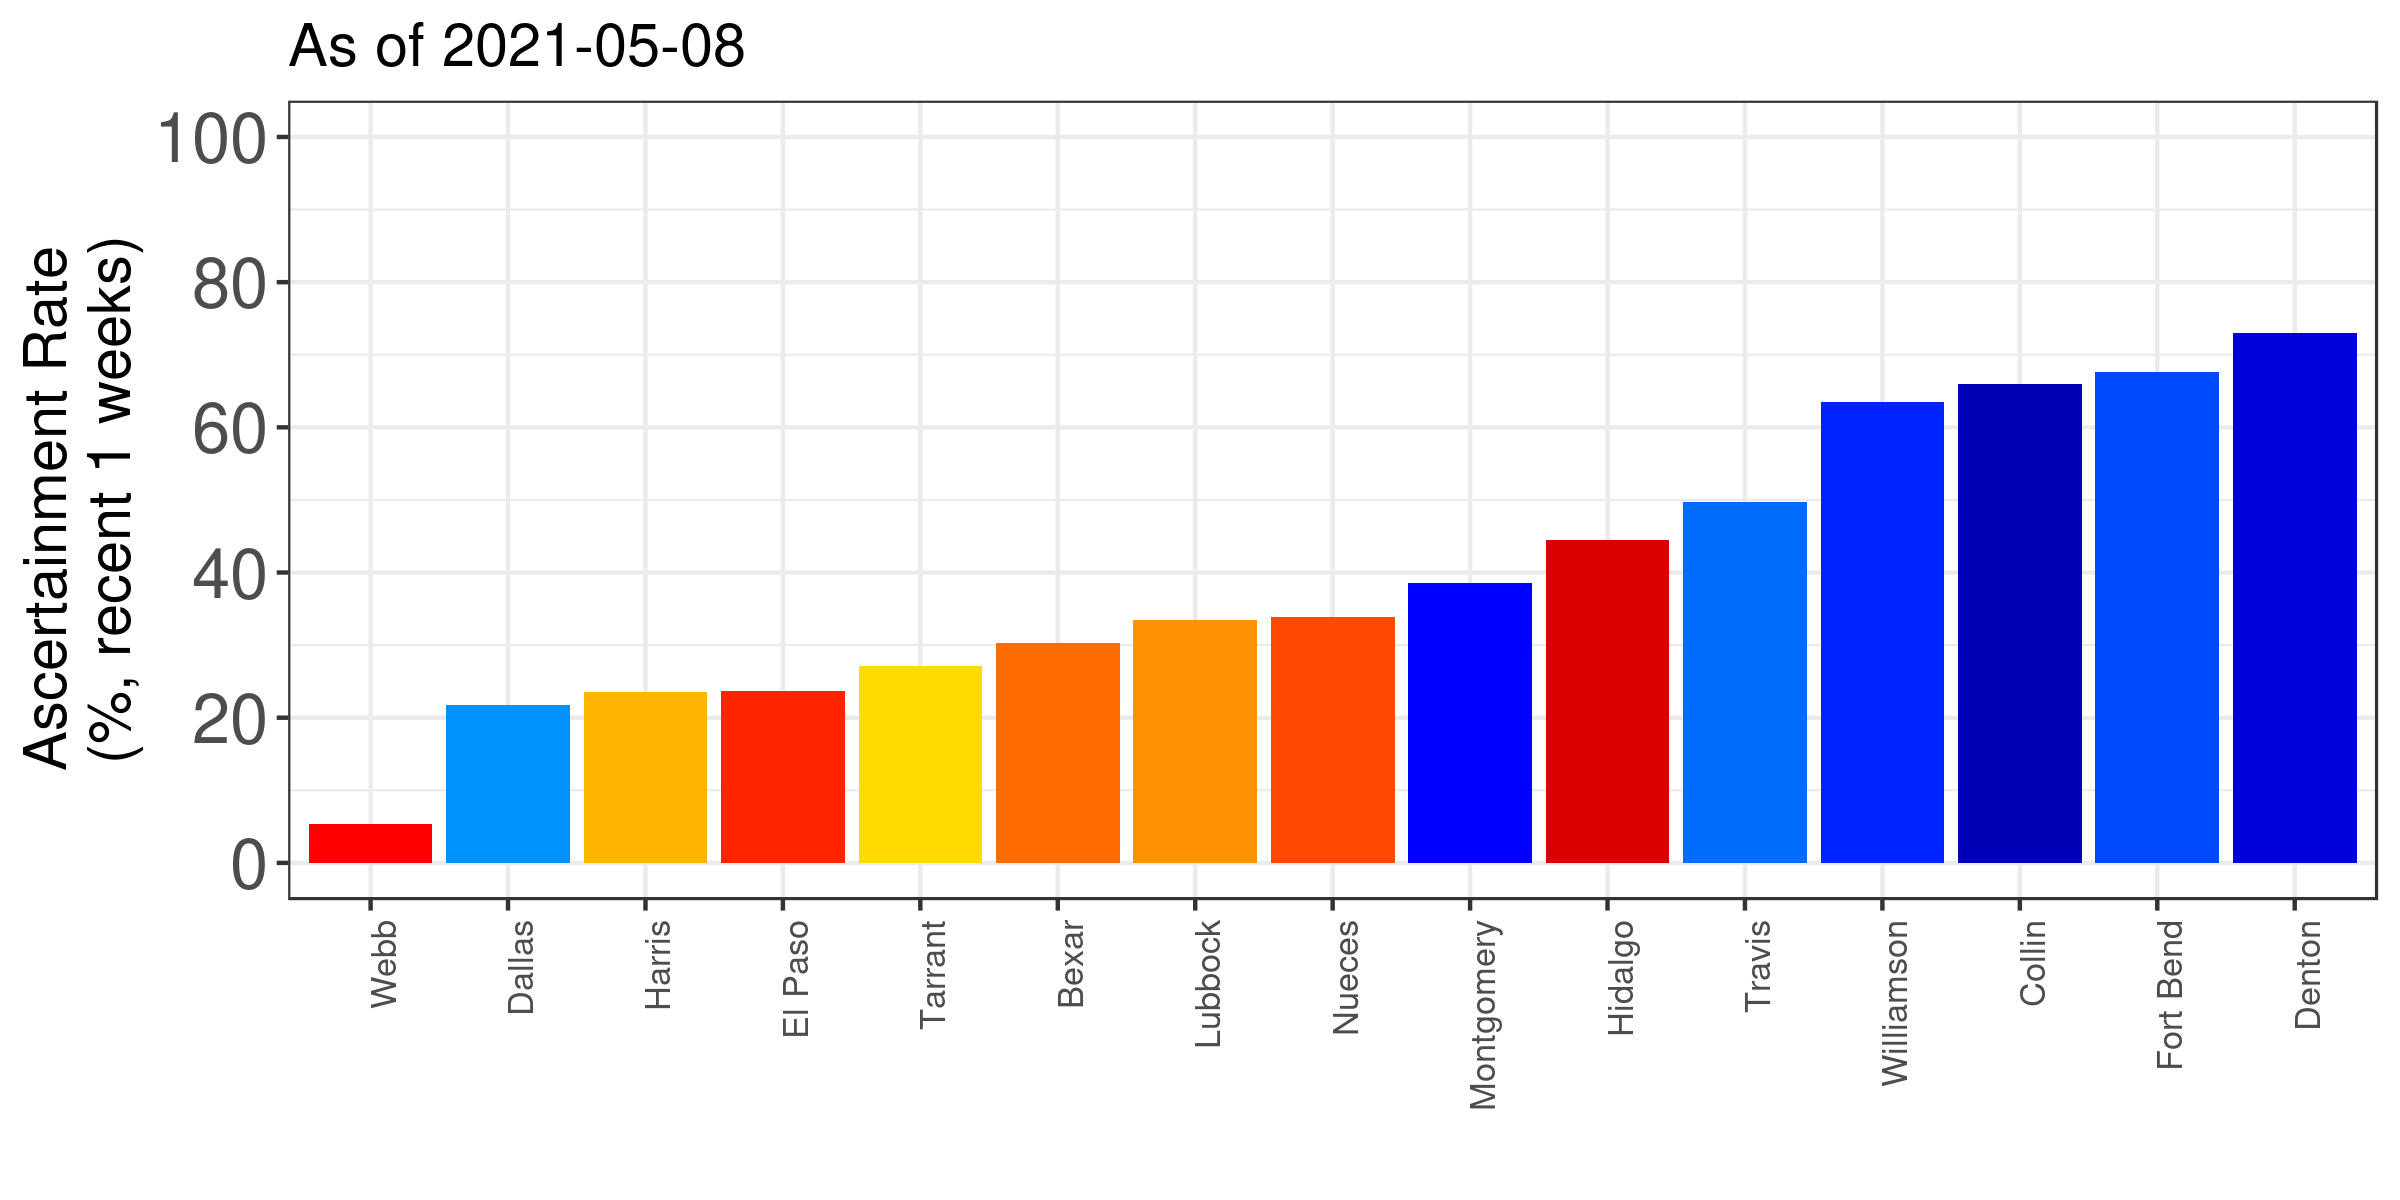 As of 2021-05-08
Ascertainment Rate
(%, recent 1 weeks)
100
80
60
40
20
0
Webb
Dallas
Harris
El Paso
Tarrant
Bexar
Lubbock
Nueces
Montgomery
Hidalgo
Travis
Williamson
Collin
Fort Bend
Denton